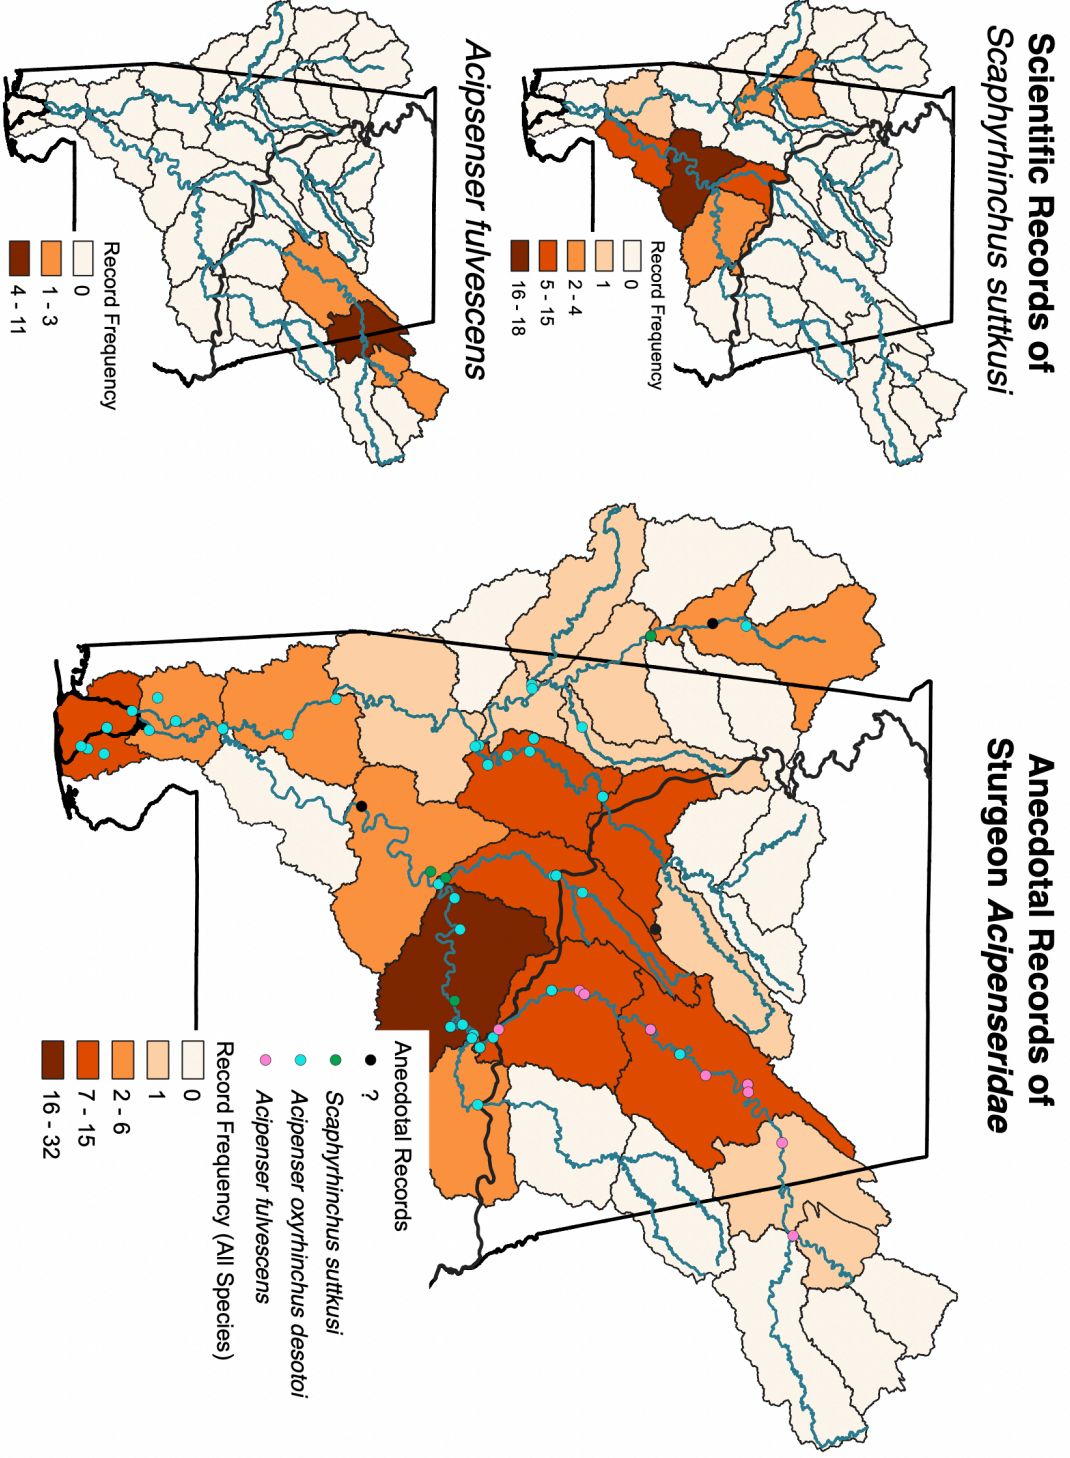 Scientific Records of
Scaphyrhinchus suttkusi
Record Frequency
0
1
2 - 4
5 - 15
16 - 18
Acipsenser fulvescens
Record Frequency
0
1 - 3
4 - 11
Anecdotal Records of
Sturgeon Acipenseridae
Anecdotal Records
?
Scaphyrhinchus suttkusi
Acipenser oxyrhinchus desotoi
Acipenser fulvescens
Record Frequency (All Species)
0
1
2 - 6
7 - 15
16 - 32